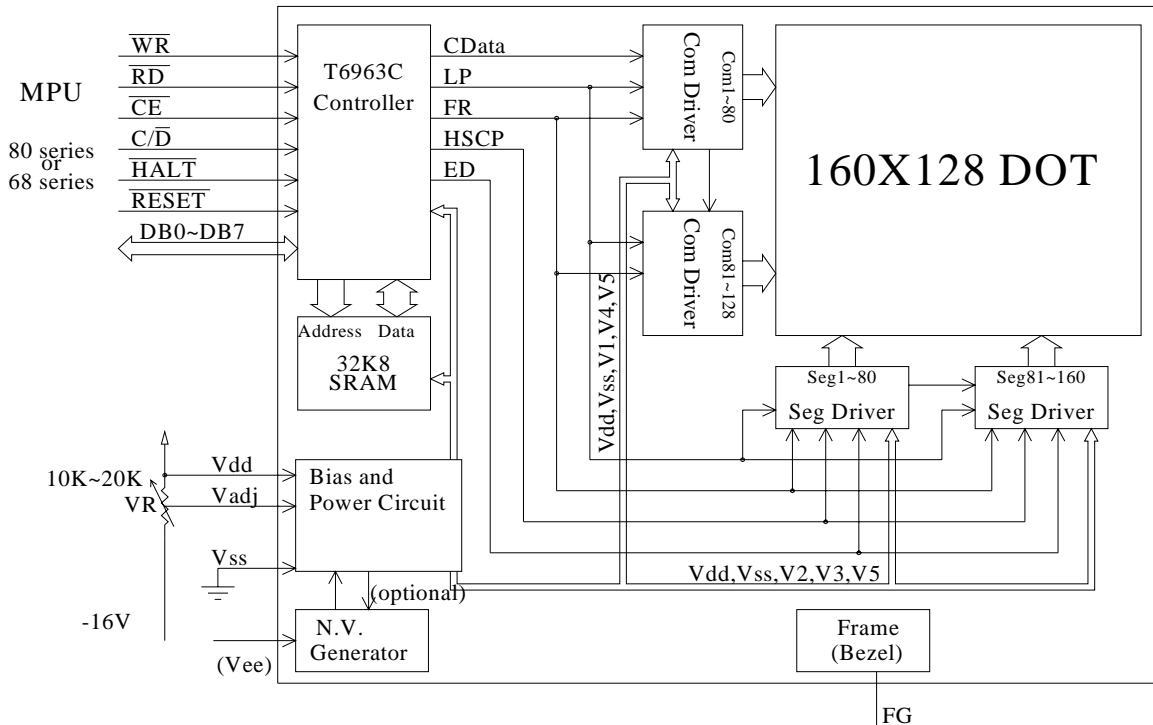 MPU
80 series
or
68 series
WR
RD
CE
C/D
HALT
RESET
DB0~DB7
T6963C
Controller
CData
LP
FR
HSCP
ED
Com Driver
Com1~80
Com Driver
Com81~128
160X128 DOT
Address
Data
32K8
SRAM
Vdd,Vss,V1,V4,V5
Seg1~80
Seg Driver
Seg81~160
Seg Driver
10K~20K
VR
Vdd
Vadj
Vss
Bias and
Power Circuit
Vdd,Vss,V2,V3,V5
(optional)
-16V
(Vee)
N.V.
Generator
Frame
(Bezel)
FG